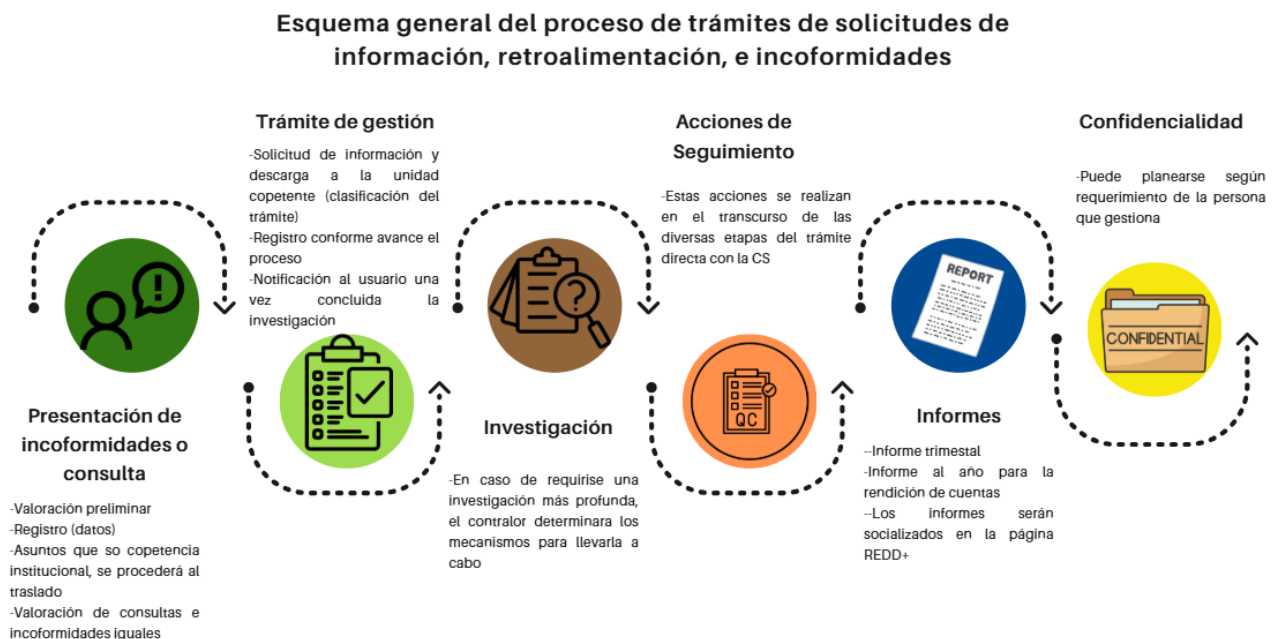 Esquema general del proceso de trámites de solicitudes de
información, retroalimentación, e incoformidades
Presentación de
incoformidades o
consulta
-Valoración preliminar
-Registro (datos)
-Asuntos que so copetencia
institucional, se procederá al
traslado
-Valoración de consultas e
incoformidades iguales
Trámite de gestión
-Solicitud de información y
descarga a la unidad
copetente (clasificación del
trámite)
-Registro conforme avance el
proceso
-Notificación al usuario una
vez concluida la
investigación
Investigación
-En caso de requirise una
investigación más profunda,
el contralor determinara los
mecanismos para llevarla a
cabo
Acciones de
Seguimiento
-Estas acciones se realizan
en el transcurso de las
diversas etapas del trámite
directa con la CS
QC
REPORT
Informes
--Informe trimestal
-Informe al año para la
rendición de cuentas
--Los informes serán
socializados en la página
REDD+
Confidencialidad
-Puede planearse según
requerimiento de la persona
que gestiona
CONFIDENTIAL